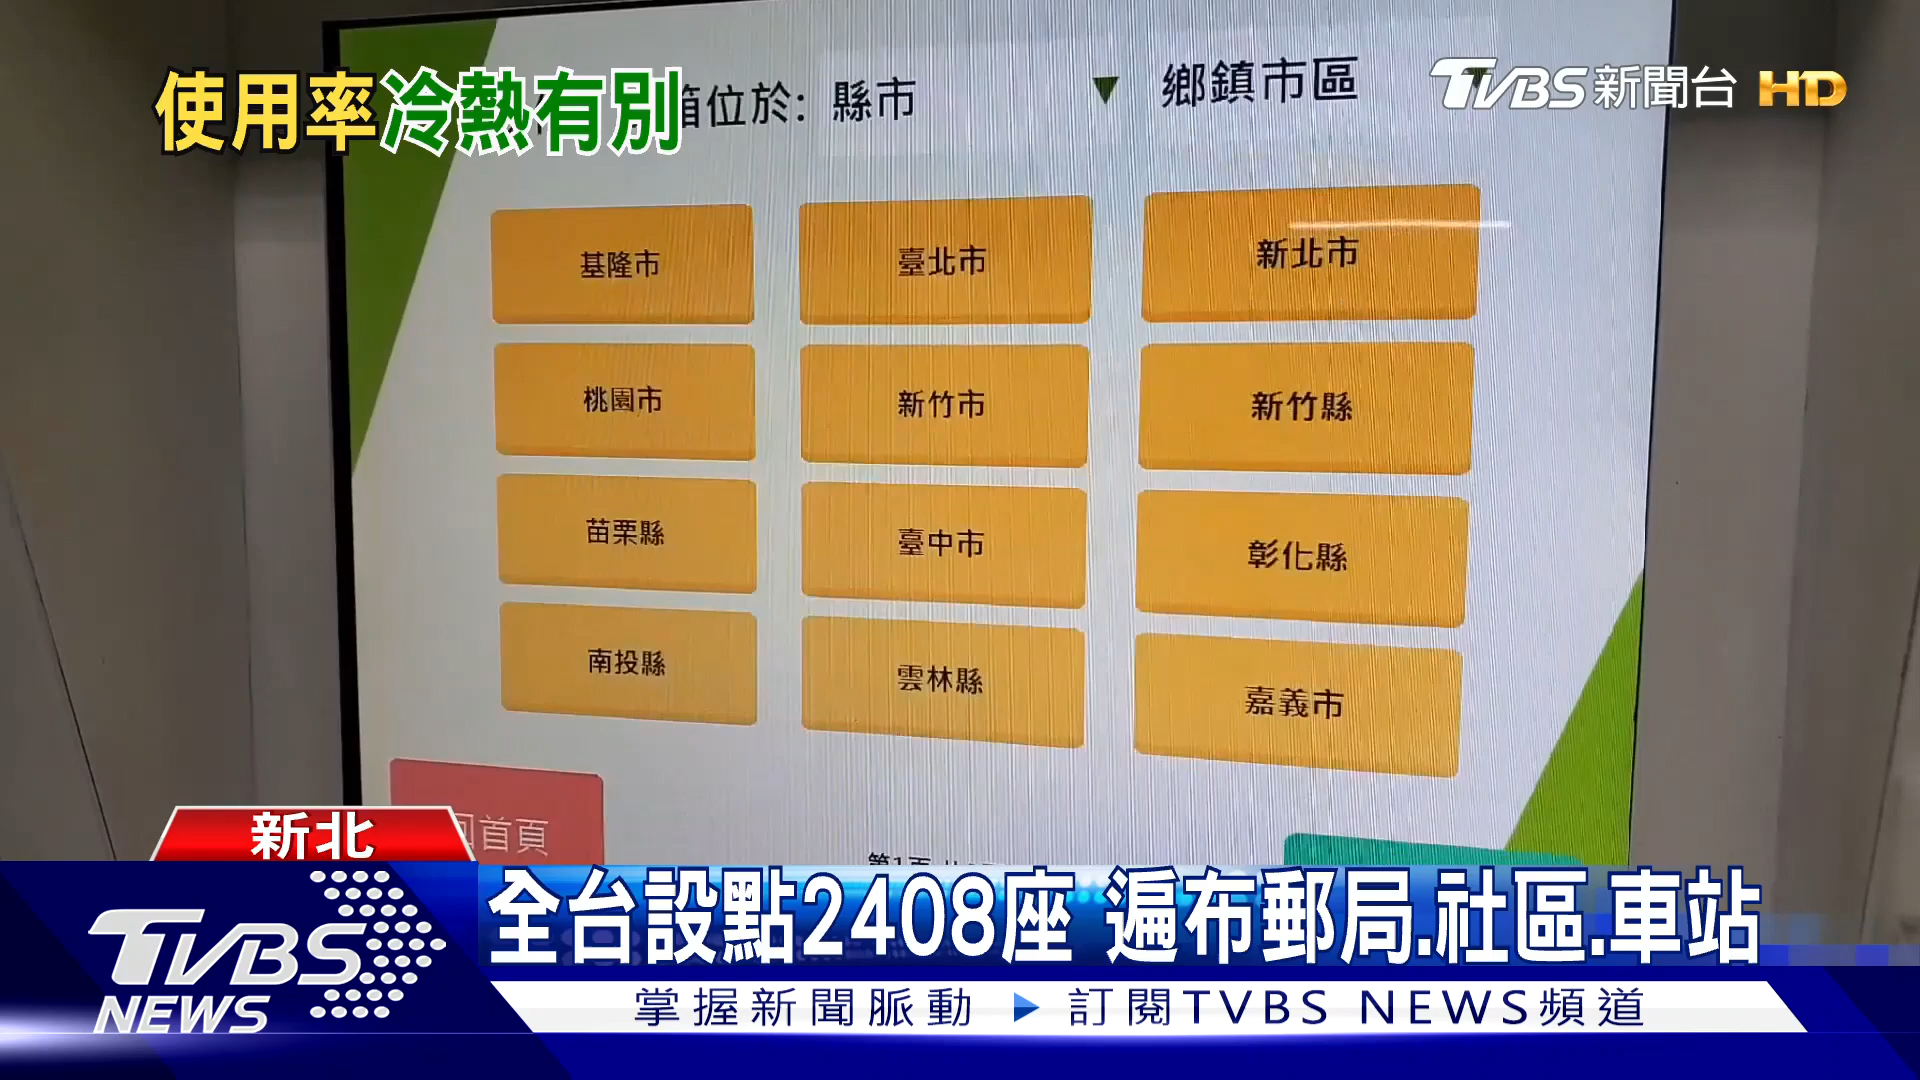 使用率冷熱有別
箱位於: 縣市
鄉鎮市區
TVBS新聞台 HD
基隆市
臺北市
新北市
桃園市
新竹市
新竹縣
苗栗縣
臺中市
彰化縣
南投縣
雲林縣
嘉義市
回首頁
新北
全台設點2408座 遍布郵局.社區.車站
TVBS
NEWS
掌握新聞脈動 ▶ 訂閱TVBS NEWS頻道